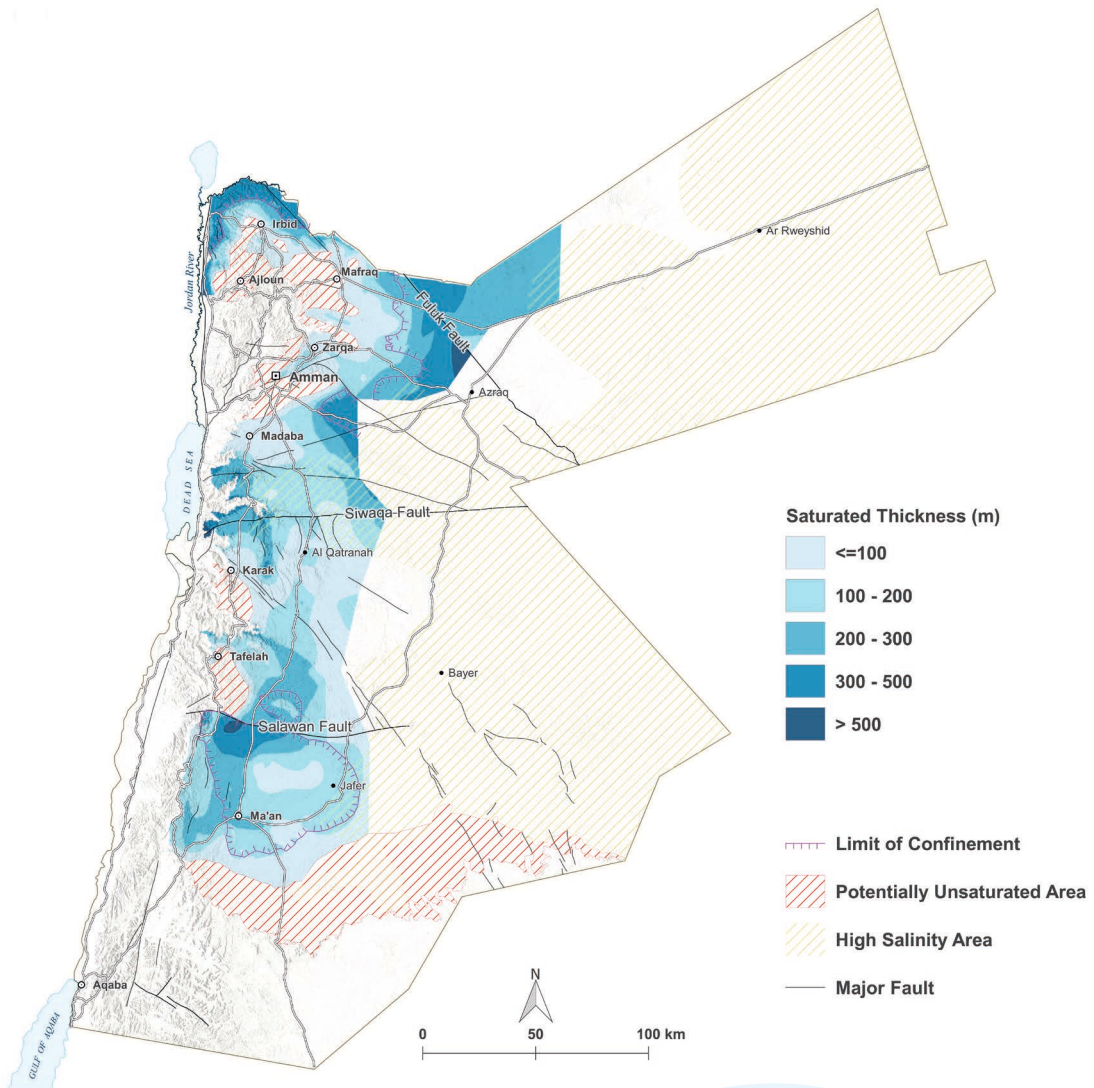 Irbid
Ar Rweyshid
Jordan River
Ajloun
Mafraq
Fuluk Fault
Zarqa
Amman
Azraq
Madaba
DEAD SEA
Siwaqa Fault
Al Qatranah
Karak
Tafelah
Bayer
Salawan Fault
Jafer
Ma'an
Aqaba
GULF OF AQABA
Saturated Thickness (m)
<=100
100 - 200
200 - 300
300 - 500
> 500
Limit of Confinement
Potentially Unsaturated Area
High Salinity Area
Major Fault
N
0 50 100 km